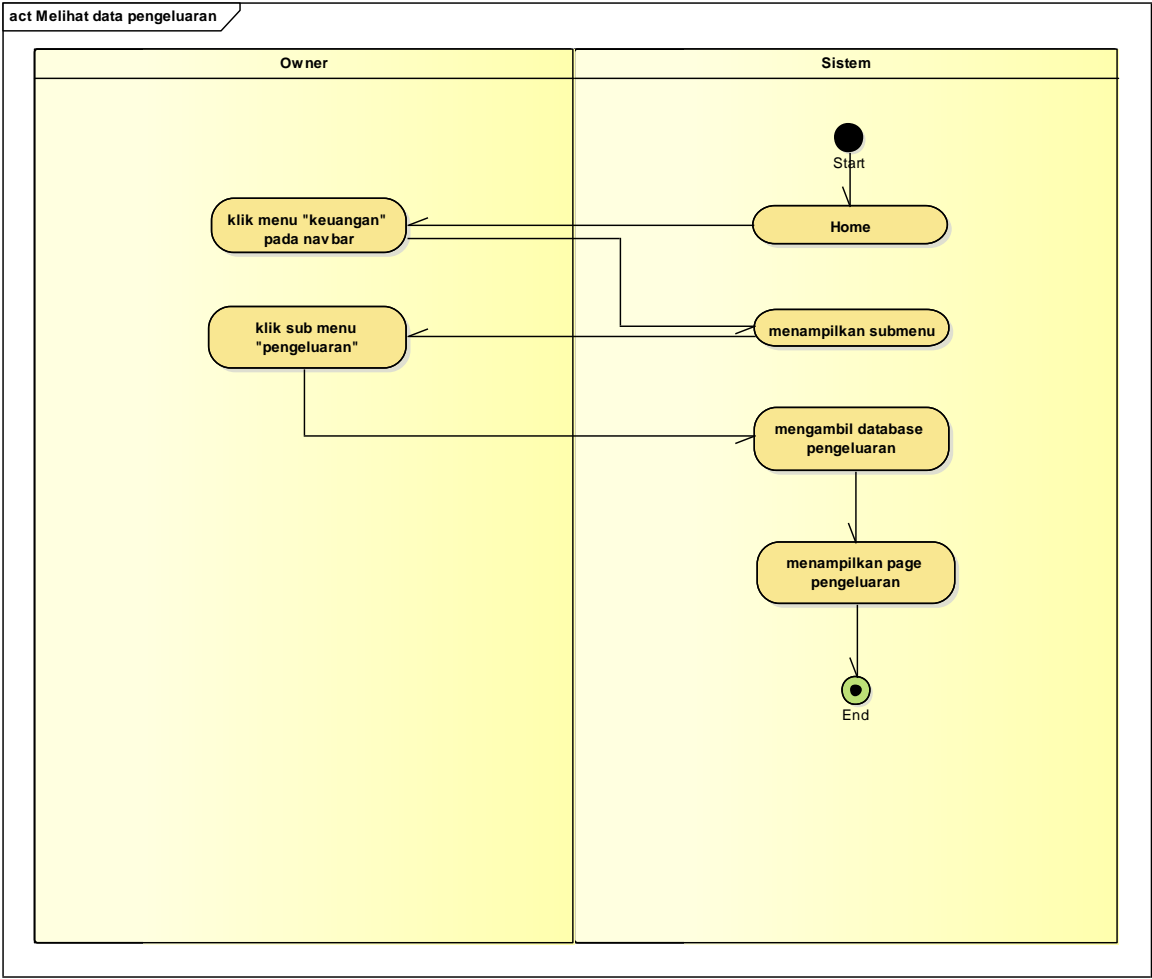 act Melihat data pengeluaran
Owner
Sistem
Start
klik menu "keuangan"
pada navbar
Home
klik sub menu
"pengeluaran"
menampilkan submenu
mengambil database
pengeluaran
menampilkan page
pengeluaran
End